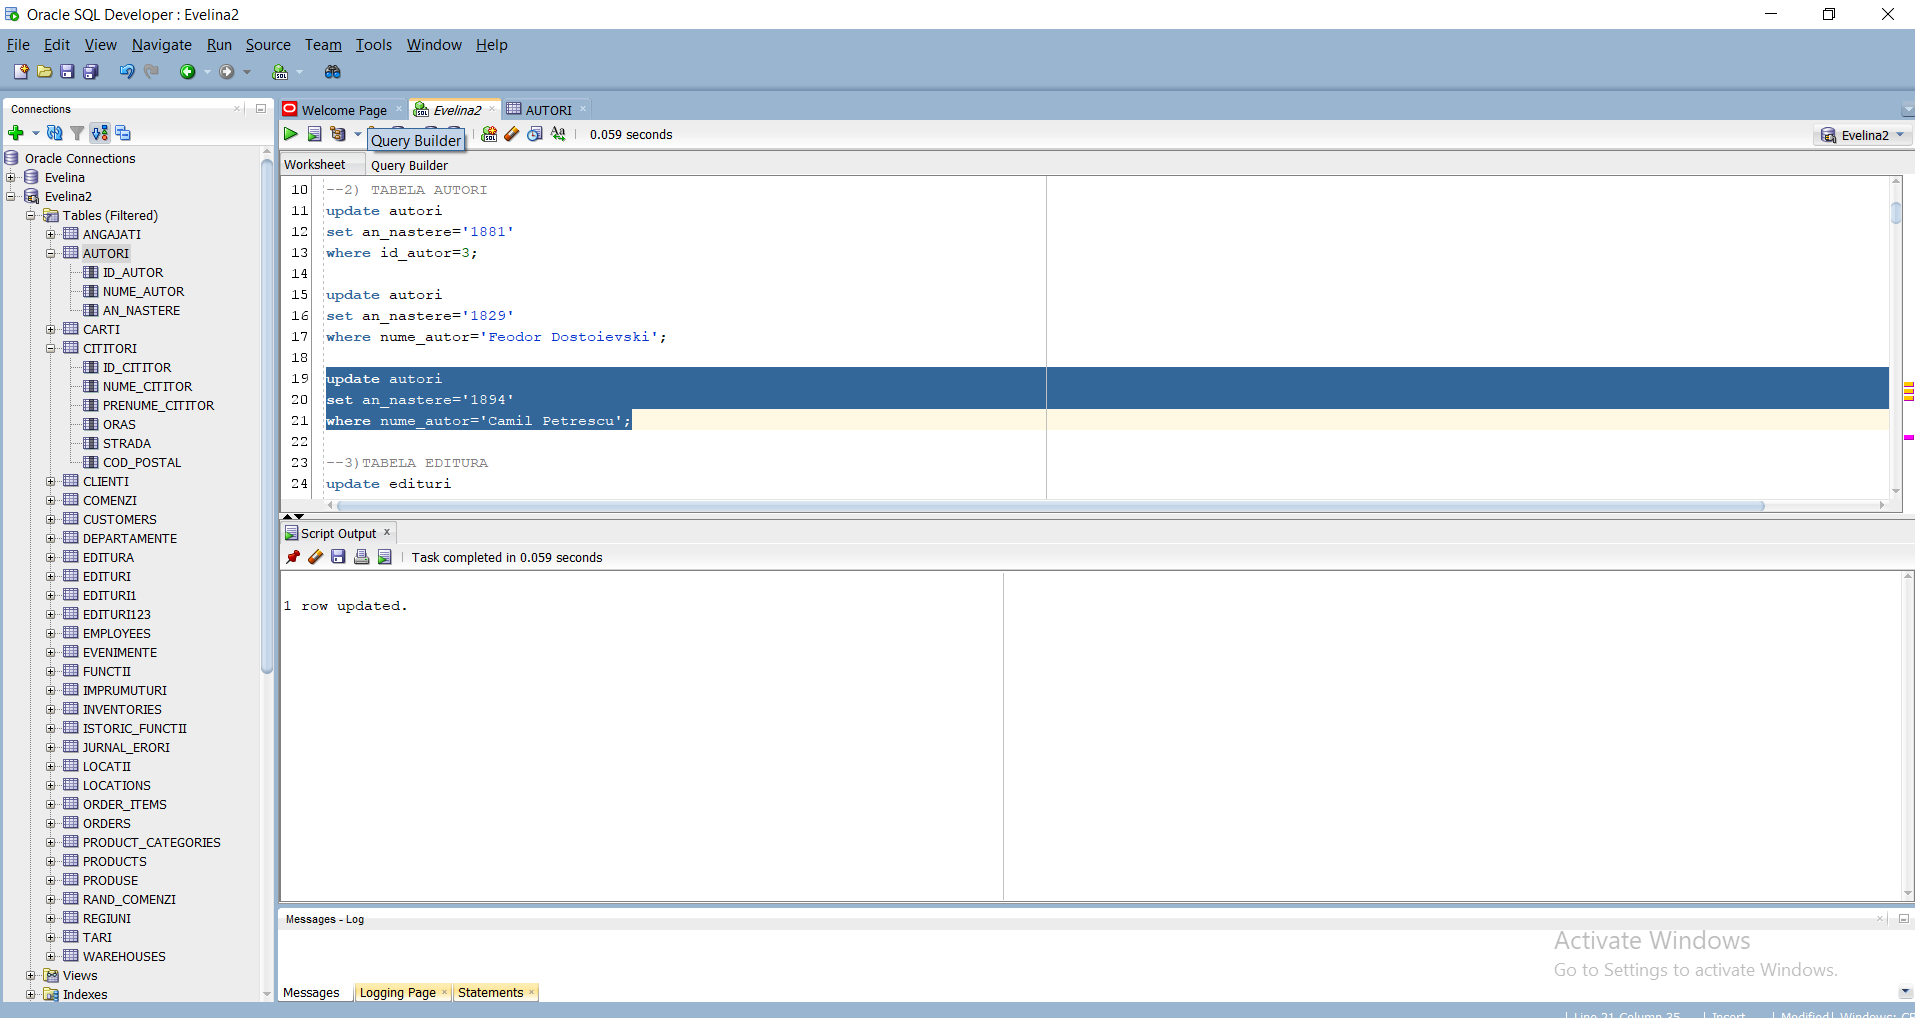 Oracle SQL Developer : Evelina2
File Edit View Navigate Run Source Team Tools Window Help
Connections
Oracle Connections
Evelina
Evelina2
Tables (Filtered)
ANGAJATI
AUTORI
ID_AUTOR
NUME_AUTOR
AN_NASTERE
CARTI
CITITORI
ID_CITITOR
NUME_CITITOR
PRENUME_CITITOR
ORAS
STRADA
COD_POSTAL
CLIENTI
COMENZI
CUSTOMERS
DEPARTAMENTE
EDITURA
EDITURI
EDITURI1
EDITURI123
EMPLOYEES
EVENIMENTE
FUNCTII
IMPRUMUTURI
INVENTORIES
ISTORIC_FUNCTII
JURNAL_ERORI
LOCATII
LOCATIONS
ORDER_ITEMS
ORDERS
PRODUCT_CATEGORIES
PRODUCTS
PRODUSE
RAND_COMENZI
REGIUNI
TARI
WAREHOUSES
Views
Indexes
Welcome Page Evelina2 AUTORI
Query Builder
0.059 seconds
Evelina2
Worksheet Query Builder
10 --2) TABELA AUTORI
11 update autori
12 set an_nastere='1881'
13 where id_autor=3;
14
15 update autori
16 set an_nastere='1829'
17 where nume_autor='Feodor Dostoievski';
18
19 update autori
20 set an_nastere='1894'
21 where nume_autor='Camil Petrescu';
22
23 --3)TABELA EDITURA
24 update edituri
Script Output
Task completed in 0.059 seconds
1 row updated.
Messages - Log
Activate Windows
Go to Settings to activate Windows.
Messages Logging Page Statements
Line 21 Column 35 Insert Modified Windows: